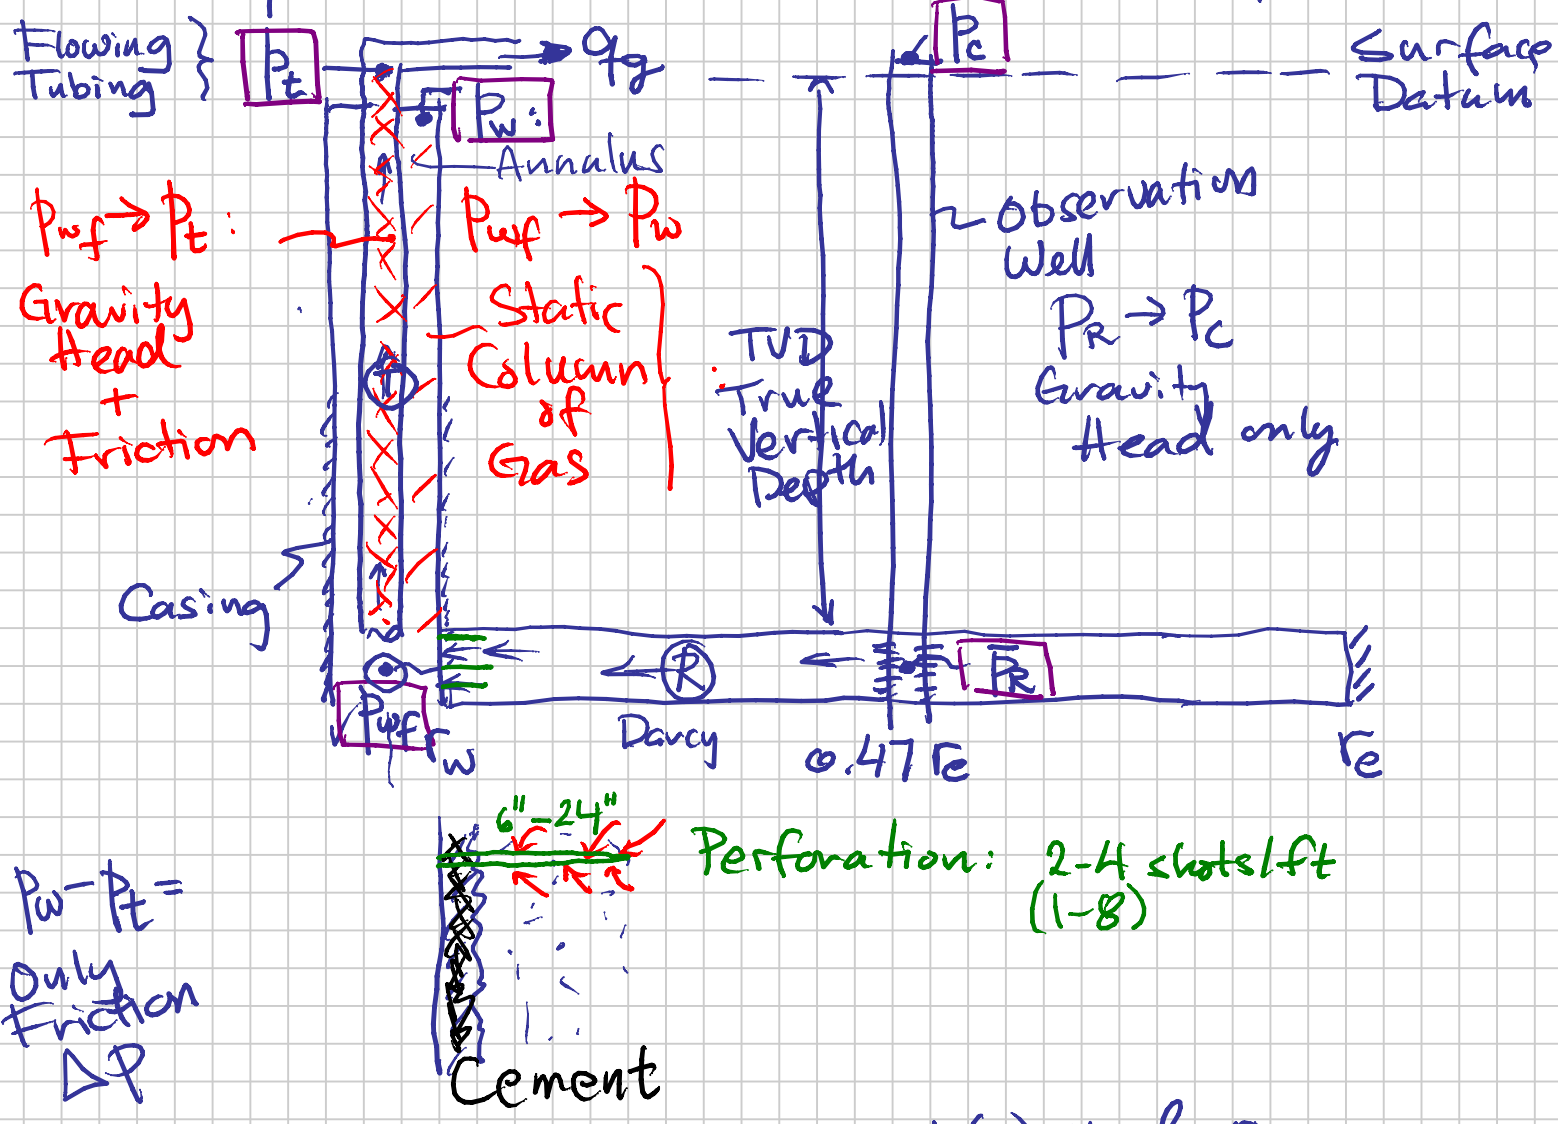 Flowing
Tubing
Pt
qg
Pc
Surface
Datum
Pw:
Annalus
Pwf → Pt:
Gravity
Head
+
Friction
Pwf → Pw
Static
Column
of
Gas
T
TVD
True
Vertical
Depth
Observation
Well
PR → Pc
Gravity
Head only
Casing
Pwf
rw
R
Darcy
PR
0.47 re
re
6"-24"
Perforation: 2-4 shots/ft
(1-8)
Pw - Pt =
Only
Friction
ΔP
Cement